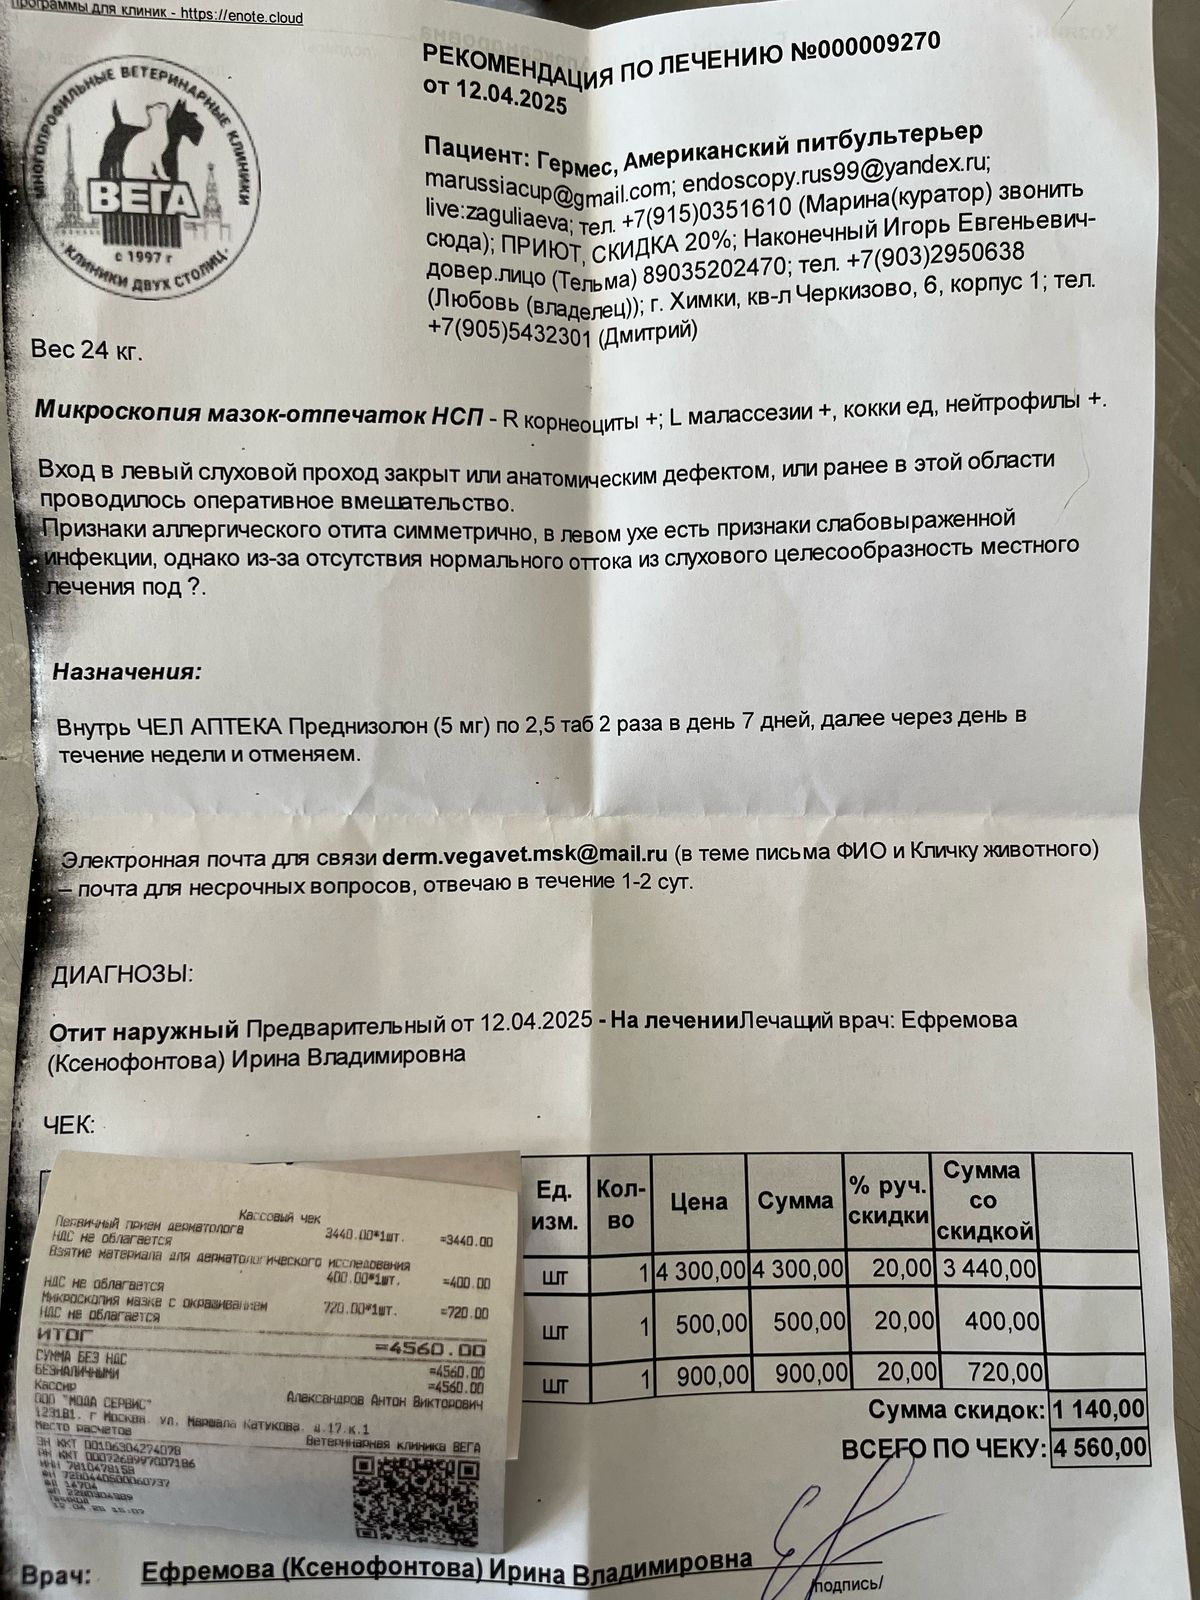 программы для клиник - https://enote.cloud
МНОГОПРОФИЛЬНЫЕ ВЕТЕРИНАРНЫЕ КЛИНИКИ
ВЕГА
с 1997 г
КЛИНИКИ ДВУХ СТОЛИЦ
РЕКОМЕНДАЦИЯ ПО ЛЕЧЕНИЮ №000009270
от 12.04.2025
Пациент: Гермес, Американский питбультерьер
marussiacup@gmail.com; endoscopy.rus99@yandex.ru;
live:zaguliaeva; тел. +7(915)0351610 (Марина(куратор) звонить
сюда); ПРИЮТ, СКИДКА 20%; Наконечный Игорь Евгеньевич-
довер.лицо (Тельма) 89035202470; тел. +7(903)2950638
(Любовь (владелец)); г. Химки, кв-л Черкизово, 6, корпус 1; тел.
+7(905)5432301 (Дмитрий)
Вес 24 кг.
Микроскопия мазок-отпечаток НСП - R корнеоциты +; L малассезии +, кокки ед, нейтрофилы +.
Вход в левый слуховой проход закрыт или анатомическим дефектом, или ранее в этой области
проводилось оперативное вмешательство.
Признаки аллергического отита симметрично, в левом ухе есть признаки слабовыраженной
инфекции, однако из-за отсутствия нормального оттока из слухового целесообразность местного
лечения под ?.
Назначения:
Внутрь ЧЕЛ АПТЕКА Преднизолон (5 мг) по 2,5 таб 2 раза в день 7 дней, далее через день в
течение недели и отменяем.
Электронная почта для связи derm.vegavet.msk@mail.ru (в теме письма ФИО и Кличку животного)
– почта для несрочных вопросов, отвечаю в течение 1-2 сут.
ДИАГНОЗЫ:
Отит наружный Предварительный от 12.04.2025 - На леченииЛечащий врач: Ефремова
(Ксенофонтова) Ирина Владимировна
ЧЕК:
Ед. изм. Кол-во Цена Сумма % руч. скидки Сумма со скидкой
шт 1 4 300,00 4 300,00 20,00 3 440,00
шт 1 500,00 500,00 20,00 400,00
шт 1 900,00 900,00 20,00 720,00
Сумма скидок: 1 140,00
ВСЕГО ПО ЧЕКУ: 4 560,00
Кассовый чек
Первичный прием дерматолога 3440.00*1шт. =3440.00
НДС не облагается
Взятие материала для дерматологического исследования
400.00*1шт. =400.00
НДС не облагается
Микроскопия мазка с окрашиванием 720.00*1шт. =720.00
НДС не облагается
ИТОГ =4560.00
СУММА БЕЗ НДС =4560.00
БЕЗНАЛИЧНЫМИ =4560.00
Кассир Александров Антон Викторович
ООО "МОДА СЕРВИС"
123181, г Москва, ул. Маршала Катукова, д.17.к.1
Место расчетов Ветеринарная клиника ВЕГА
ЗН ККТ 00106304274078
РН ККТ 0007268997007186
ИНН 7810478158
Врач: Ефремова (Ксенофонтова) Ирина Владимировна
/подпись/